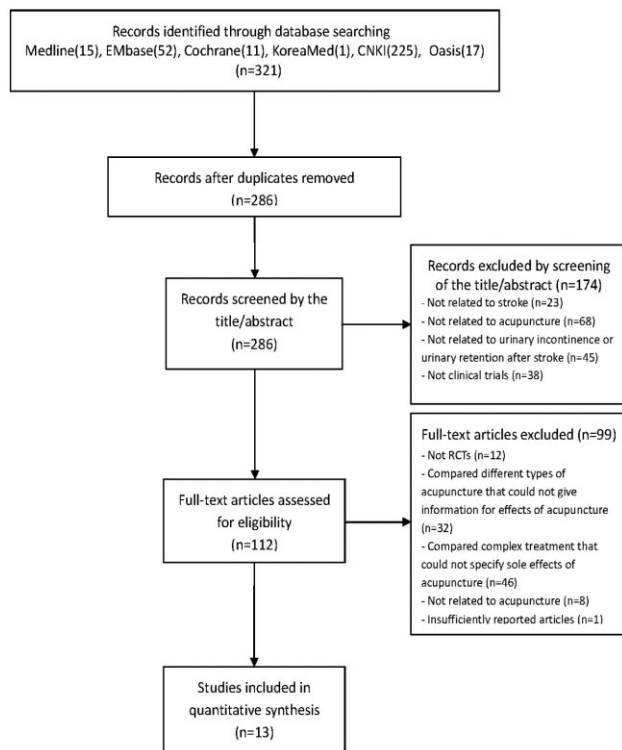 Records identified through database searching
Medline(15), EMbase(52), Cochrane(11), KoreaMed(1), CNKI(225), Oasis(17)
(n=321)
Records after duplicates removed
(n=286)
Records screened by the
title/abstract
(n=286)
Records excluded by screening
of the title/abstract (n=174)
- Not related to stroke (n=23)
- Not related to acupuncture (n=68)
- Not related to urinary incontinence or
urinary retention after stroke (n=45)
- Not clinical trials (n=38)
Full-text articles assessed
for eligibility
(n=112)
Full-text articles excluded (n=99)
- Not RCTs (n=12)
- Compared different types of
acupuncture that could not give
information for effects of acupuncture
(n=32)
- Compared complex treatment that
could not specify sole effects of
acupuncture (n=46)
- Not related to acupuncture (n=8)
- Insufficiently reported articles (n=1)
Studies included in
quantitative synthesis
(n=13)